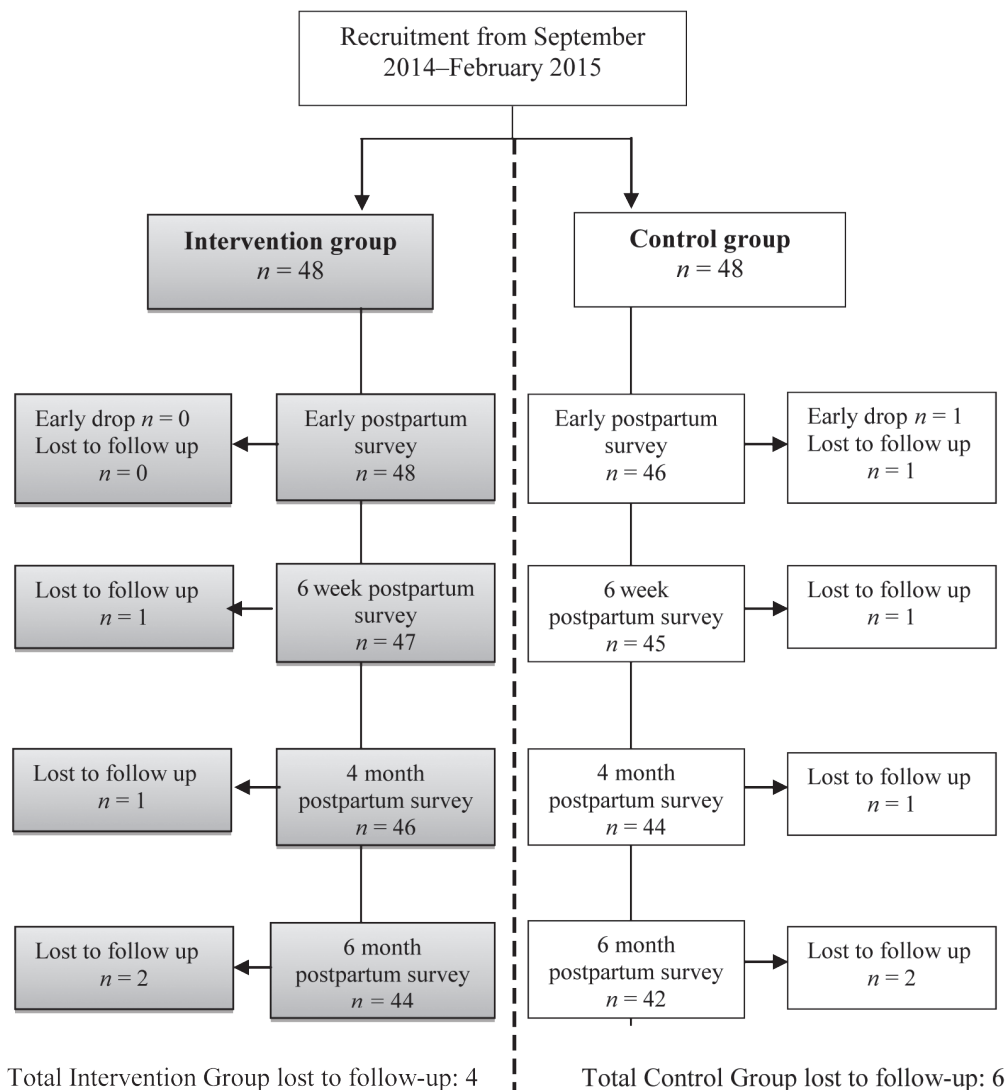 Recruitment from September
2014–February 2015
Intervention group
n = 48
Control group
n = 48
Early drop n = 0
Lost to follow up
n = 0
Early postpartum
survey
n = 48
Early postpartum
survey
n = 46
Early drop n = 1
Lost to follow up
n = 1
Lost to follow up
n = 1
6 week postpartum
survey
n = 47
6 week
postpartum survey
n = 45
Lost to follow up
n = 1
Lost to follow up
n = 1
4 month
postpartum survey
n = 46
4 month
postpartum survey
n = 44
Lost to follow up
n = 1
Lost to follow up
n = 2
6 month
postpartum survey
n = 44
6 month
postpartum survey
n = 42
Lost to follow up
n = 2
Total Intervention Group lost to follow-up: 4
Total Control Group lost to follow-up: 6